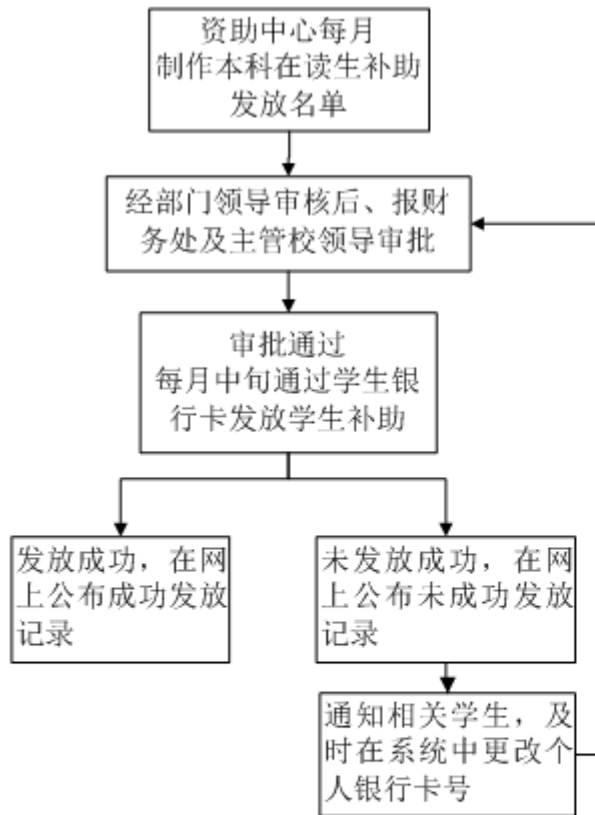 资助中心每月
制作本科在读生补助
发放名单
经部门领导审核后、报财
务处及主管校领导审批
审批通过
每月中旬通过学生银
行卡发放学生补助
发放成功，在网
上公布成功发放
记录
未发放成功，在网
上公布未成功发放
记录
通知相关学生，及
时在系统中更改个
人银行卡号